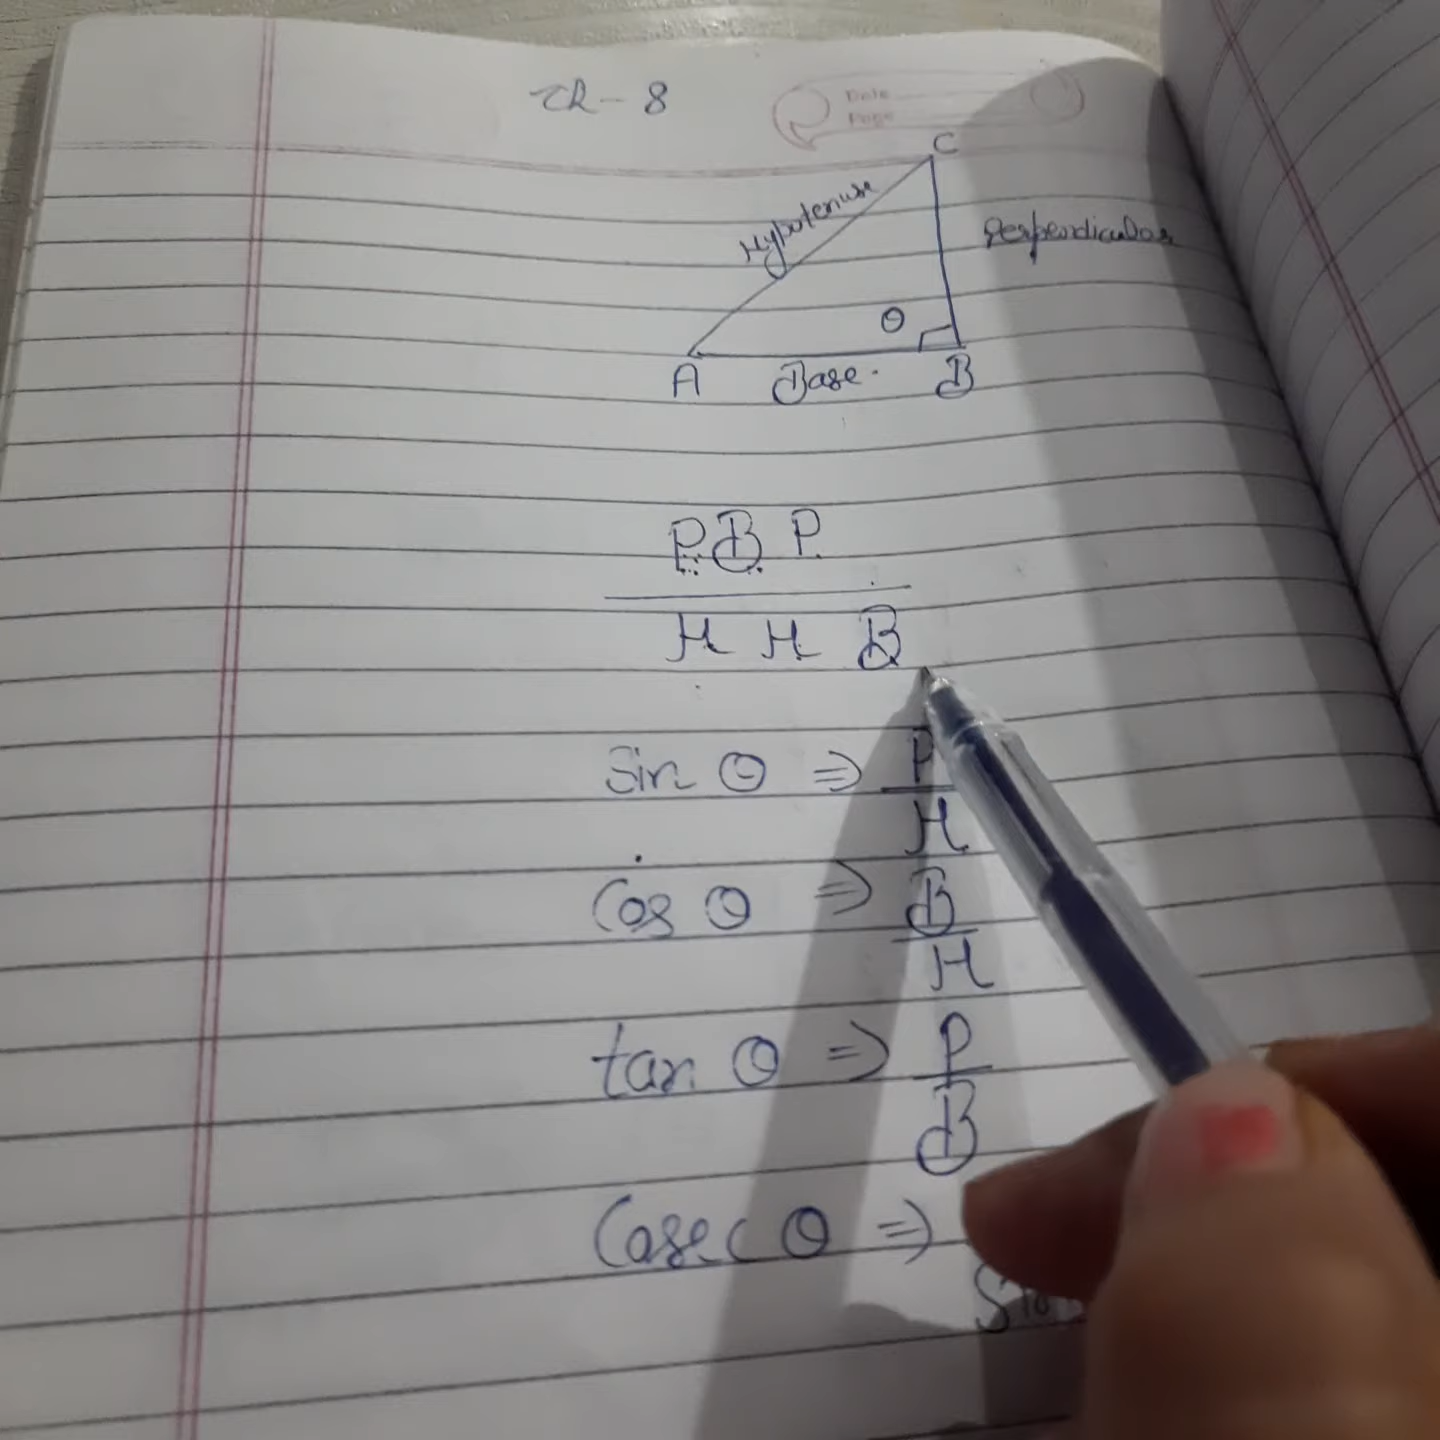 Ch - 8
Date
Page
C
Hypotenuse
Perpendicular
θ
A Base. B
P B P
H H B
Sin θ ⇒ P
H
Cos θ ⇒ B
H
tan θ ⇒ P
B
Cosec θ ⇒